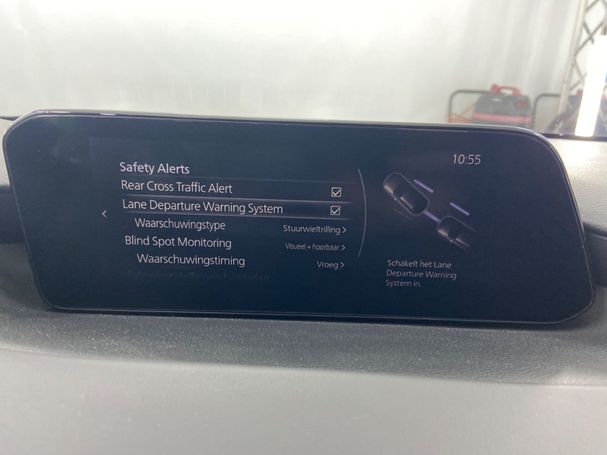 10:55
Safety Alerts
Rear Cross Traffic Alert
Lane Departure Warning System
Waarschuwingstype Stuurwieltrilling >
Blind Spot Monitoring Visueel + hoorbaar >
Waarschuwingstiming Vroeg >
Schakelt het Lane
Departure Warning
System in.